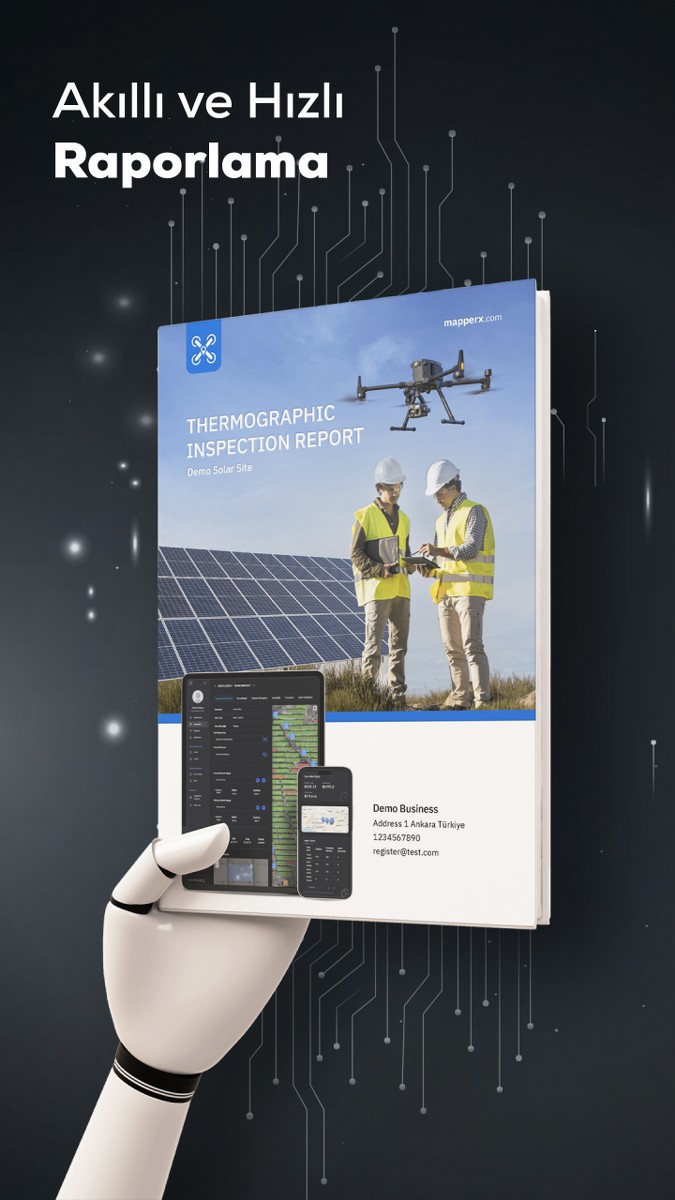 Akıllı ve Hızlı
Raporlama
mapperx.com
THERMOGRAPHIC
INSPECTION REPORT
Demo Solar Site
Demo Business
Address 1 Ankara Türkiye
1234567890
register@test.com